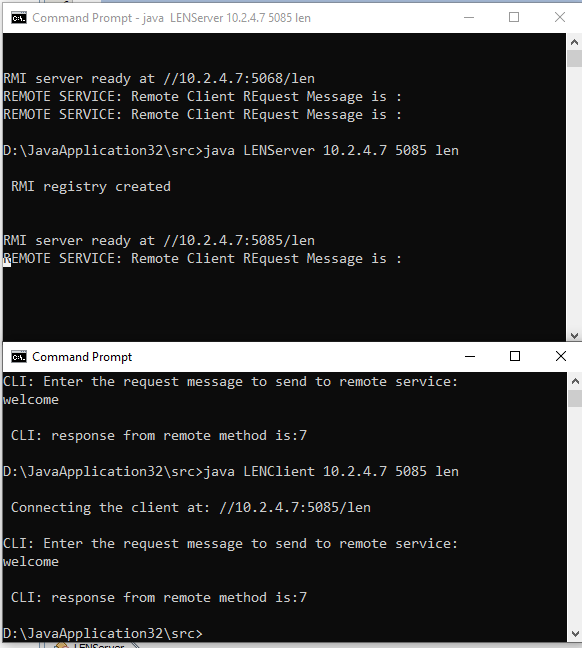 Command Prompt - java  LENServer 10.2.4.7 5085 len
RMI server ready at //10.2.4.7:5068/len
REMOTE SERVICE: Remote Client REquest Message is :
REMOTE SERVICE: Remote Client REquest Message is :
D:\JavaApplication32\src>java LENServer 10.2.4.7 5085 len
RMI registry created
RMI server ready at //10.2.4.7:5085/len
REMOTE SERVICE: Remote Client REquest Message is :
Command Prompt
CLI: Enter the request message to send to remote service:
welcome
CLI: response from remote method is:7
D:\JavaApplication32\src>java LENClient 10.2.4.7 5085 len
Connecting the client at: //10.2.4.7:5085/len
CLI: Enter the request message to send to remote service:
welcome
CLI: response from remote method is:7
D:\JavaApplication32\src>
LENServer